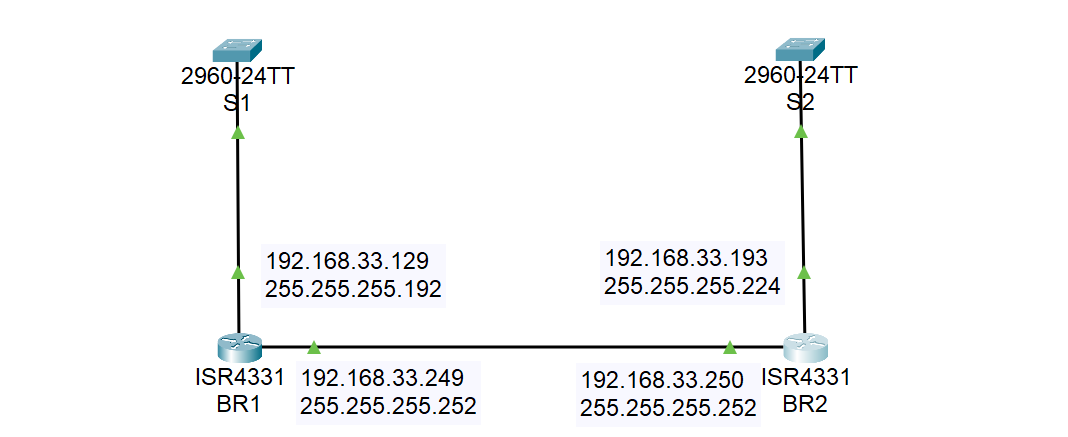 2960-24TT
S1
2960-24TT
S2
192.168.33.129
255.255.255.192
192.168.33.193
255.255.255.224
ISR4331
BR1
192.168.33.249
255.255.255.252
192.168.33.250
255.255.255.252
ISR4331
BR2